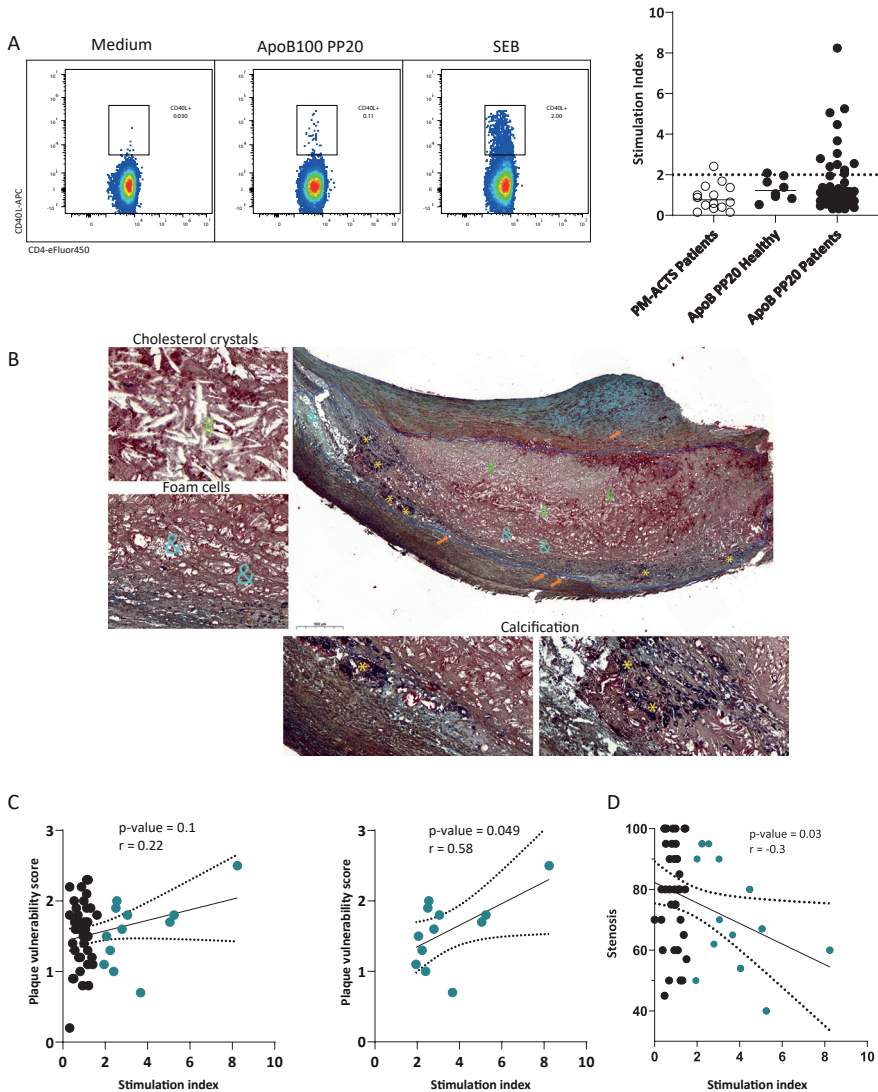 A
Medium
ApoB100 PP20
SEB
CD40L+
0.030
CD40L+
0.11
CD40L+
2.00
CD40L-APC
CD4-eFluor450
Stimulation Index
10
8
6
4
2
0
PM-ACTS Patients
ApoB PP20 Healthy
ApoB PP20 Patients
B
Cholesterol crystals
Foam cells
&
&
Calcification
C
p-value = 0.1
r = 0.22
Plaque vulnerability score
3
2
1
0
0 2 4 6 8 10
Stimulation index
p-value = 0.049
r = 0.58
Plaque vulnerability score
3
2
1
0
0 2 4 6 8 10
Stimulation index
D
p-value = 0.03
r = -0.3
Stenosis
100
80
60
40
0 2 4 6 8 10
Stimulation index